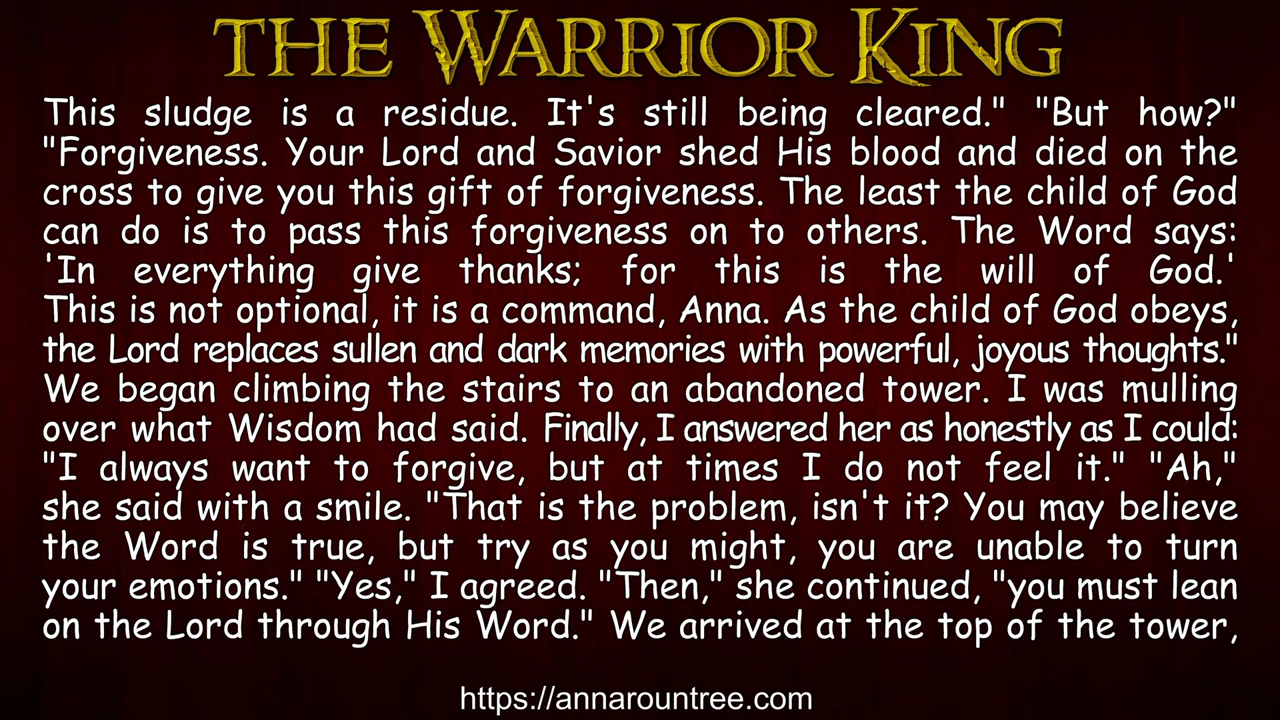 THE WARRIOR KING
This sludge is a residue. It's still being cleared." "But how?"
"Forgiveness. Your Lord and Savior shed His blood and died on the
cross to give you this gift of forgiveness. The least the child of God
can do is to pass this forgiveness on to others. The Word says:
'In everything give thanks; for this is the will of God.'
This is not optional, it is a command, Anna. As the child of God obeys,
the Lord replaces sullen and dark memories with powerful, joyous thoughts."
We began climbing the stairs to an abandoned tower. I was mulling
over what Wisdom had said. Finally, I answered her as honestly as I could:
"I always want to forgive, but at times I do not feel it." "Ah,"
she said with a smile. "That is the problem, isn't it? You may believe
the Word is true, but try as you might, you are unable to turn
your emotions." "Yes," I agreed. "Then," she continued, "you must lean
on the Lord through His Word." We arrived at the top of the tower,
https://annarountree.com